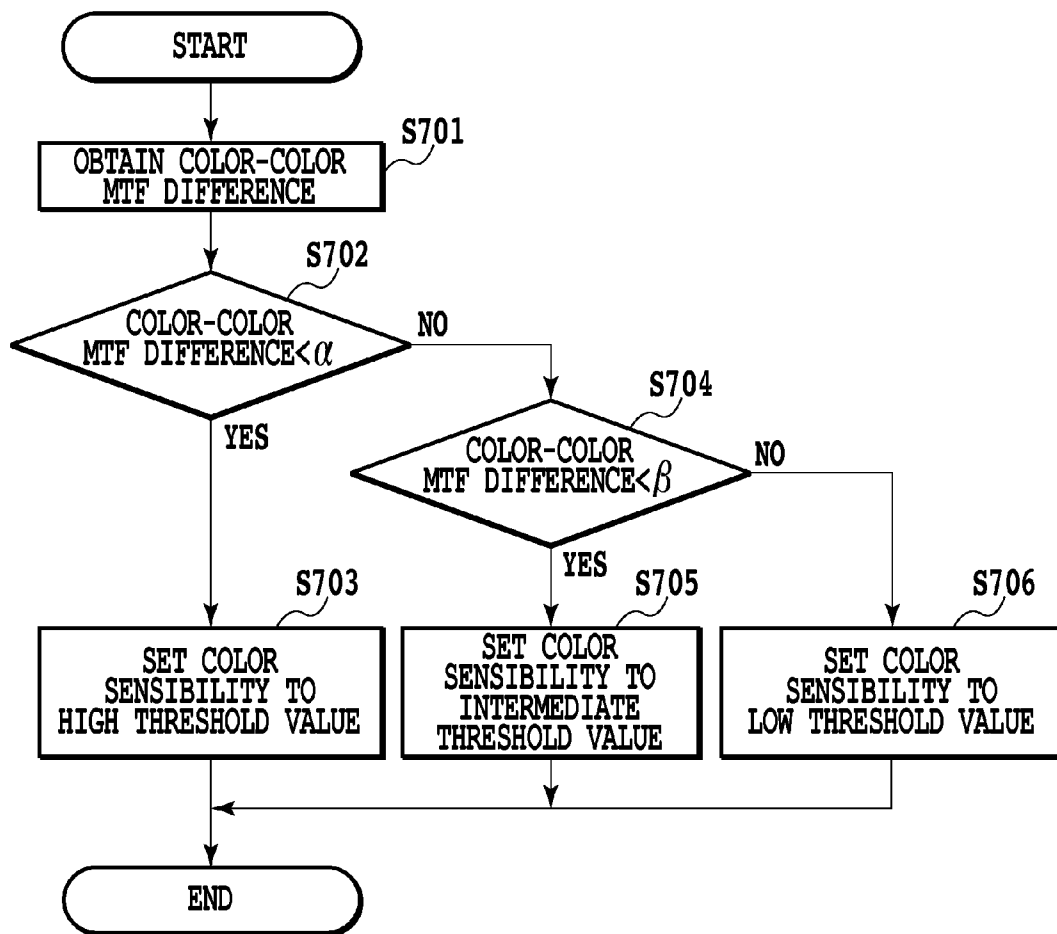 START
S701
OBTAIN COLOR-COLOR
MTF DIFFERENCE
S702
COLOR-COLOR
MTF DIFFERENCE<α
NO
YES
S704
COLOR-COLOR
MTF DIFFERENCE<β
NO
YES
S703
SET COLOR
SENSIBILITY TO
HIGH THRESHOLD VALUE
S705
SET COLOR
SENSIBILITY TO
INTERMEDIATE
THRESHOLD VALUE
S706
SET COLOR
SENSIBILITY TO
LOW THRESHOLD VALUE
END